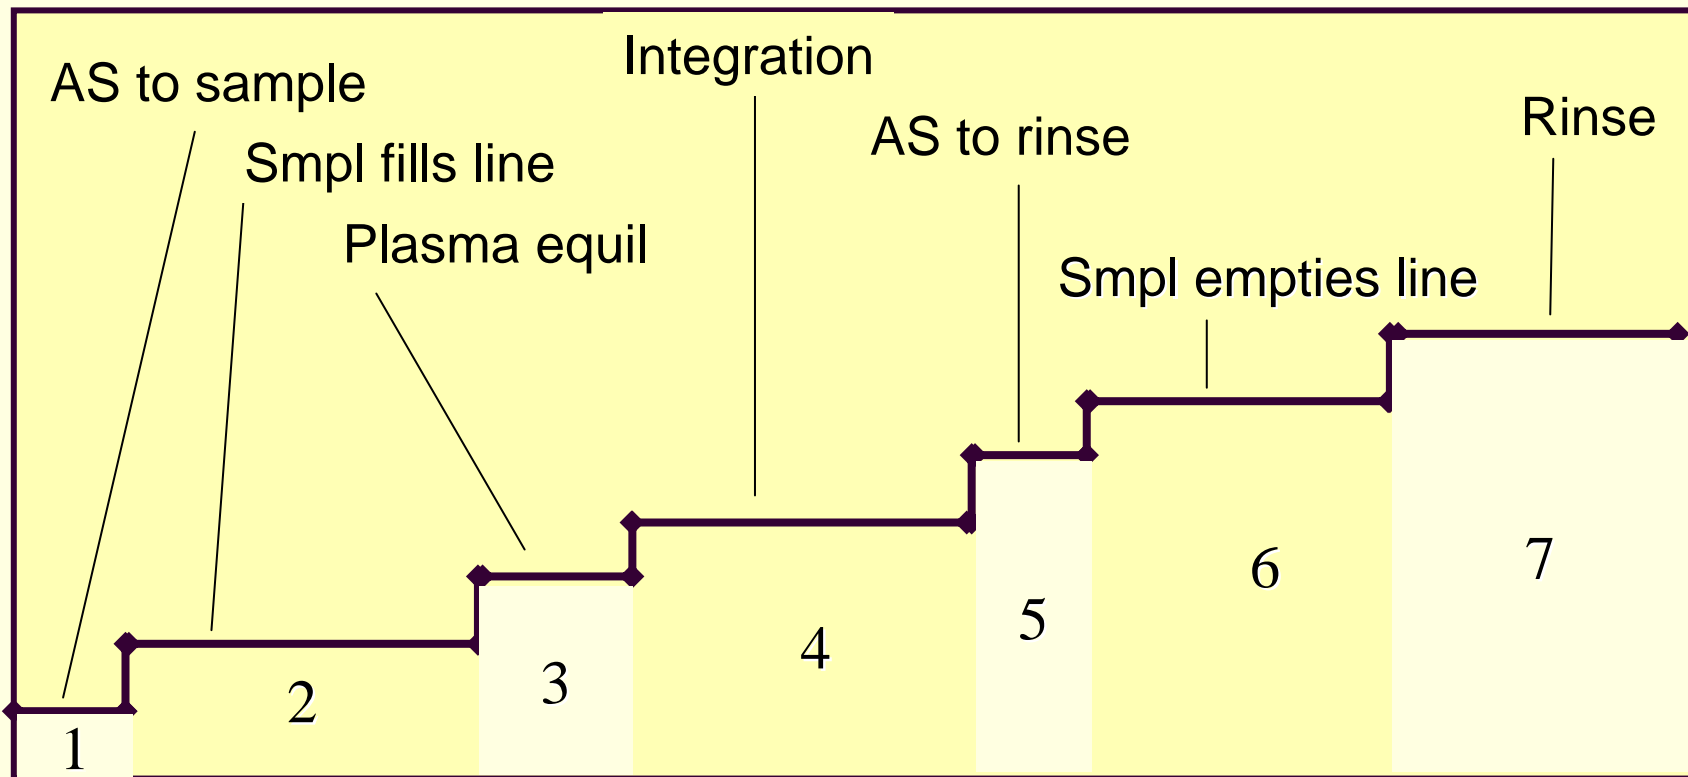 AS to sample
Smpl fills line
Plasma equil
Integration
AS to rinse
Smpl empties line
Rinse
1
2
3
4
5
6
7